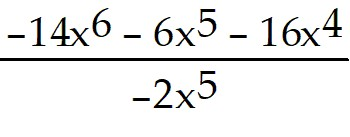 –14x⁶ – 6x⁵ – 16x⁴
–2x⁵